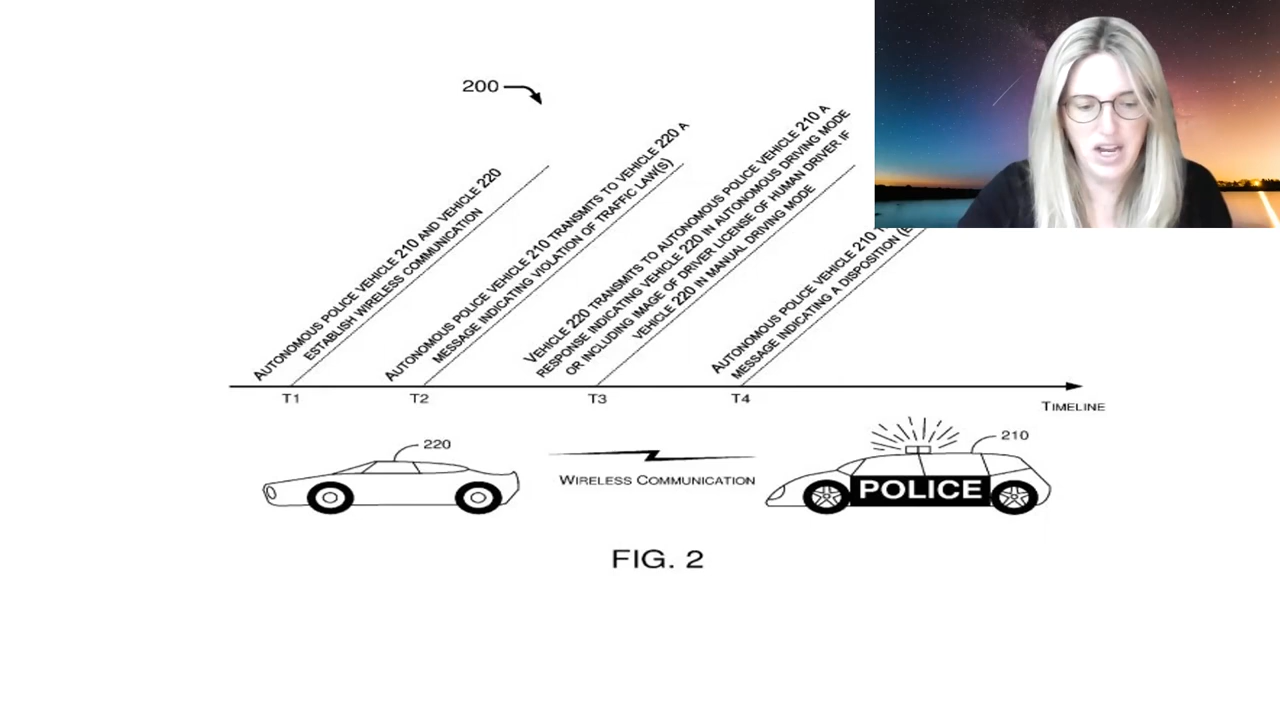 200
AUTONOMOUS POLICE VEHICLE 210 AND VEHICLE 220
ESTABLISH WIRELESS COMMUNICATION
AUTONOMOUS POLICE VEHICLE 210 TRANSMITS TO VEHICLE 220 A
MESSAGE INDICATING VIOLATION OF TRAFFIC LAW(S)
VEHICLE 220 TRANSMITS TO AUTONOMOUS POLICE VEHICLE 210 A
RESPONSE INDICATING VEHICLE 220 IN AUTONOMOUS DRIVING MODE
OR INCLUDING IMAGE OF DRIVER LICENSE OF HUMAN DRIVER IF
VEHICLE 220 IN MANUAL DRIVING MODE
AUTONOMOUS POLICE VEHICLE 210
MESSAGE INDICATING A DISPOSITION
T1
T2
T3
T4
TIMELINE
220
WIRELESS COMMUNICATION
210
POLICE
FIG. 2